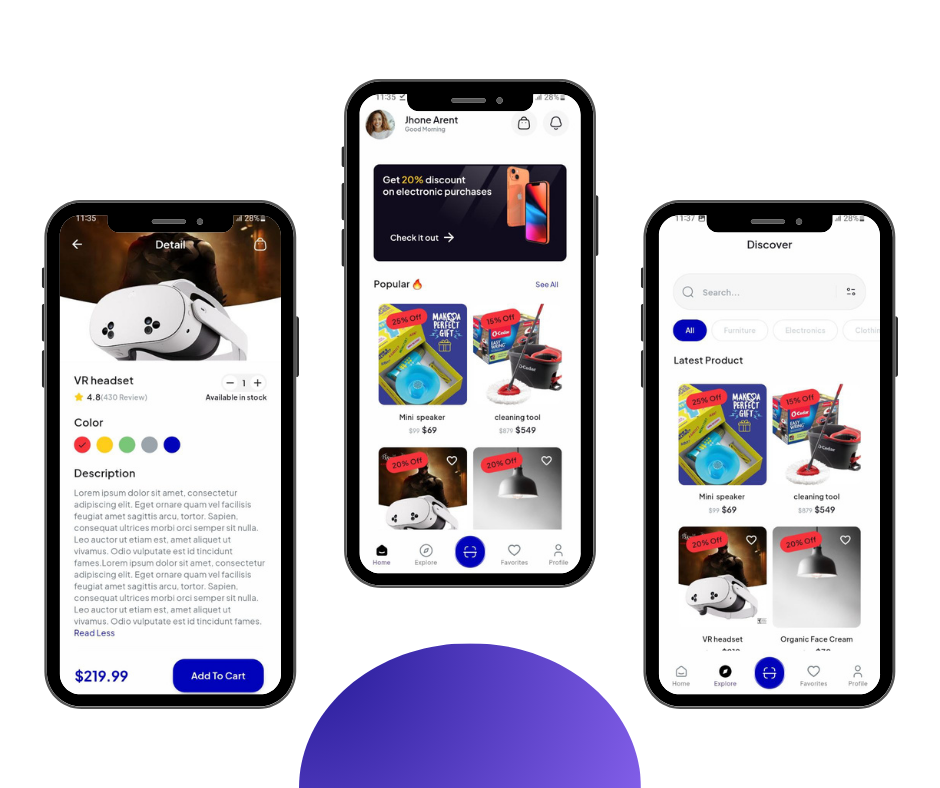 11:35
28%
Detail
VR headset
4.8(430 Review)
1
Available in stock
Color
Description
Lorem ipsum dolor sit amet, consectetur
adipiscing elit. Eget ornare quam vel facilisis
feugiat amet sagittis arcu, tortor. Sapien,
consequat ultrices morbi orci semper sit nulla.
Leo auctor ut etiam est, amet aliquet ut
vivamus. Odio vulputate est id tincidunt
fames.Lorem ipsum dolor sit amet, consectetur
adipiscing elit. Eget ornare quam vel facilisis
feugiat amet sagittis arcu, tortor. Sapien,
consequat ultrices morbi orci semper sit nulla.
Leo auctor ut etiam est, amet aliquet ut
vivamus. Odio vulputate est id tincidunt fames.
Read Less
$219.99
Add To Cart
11:35
28%
Jhone Arent
Good Morning
Get 20% discount
on electronic purchases
Check it out
Popular
See All
25% Off
MAKES A
PERFECT
GIFT
15% Off
O-Cedar
EASY
WRING
Mini speaker
$99 $69
cleaning tool
$879 $549
20% Off
20% Off
Home
Explore
Favorites
Profile
11:37
28%
Discover
Search...
All
Furniture
Electronics
Clothin
Latest Product
25% Off
MAKES A
PERFECT
GIFT
15% Off
O-Cedar
EASY
WRING
Mini speaker
$99 $69
cleaning tool
$879 $549
20% Off
20% Off
VR headset
Organic Face Cream
Home
Explore
Favorites
Profile